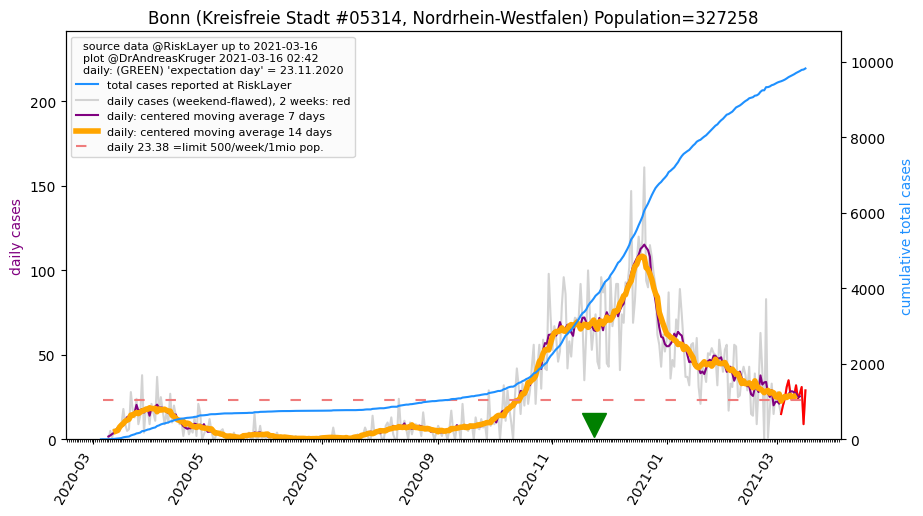 Bonn (Kreisfreie Stadt #05314, Nordrhein-Westfalen) Population=327258
source data @RiskLayer up to 2021-03-16
plot @DrAndreasKruger 2021-03-16 02:42
daily: (GREEN) 'expectation day' = 23.11.2020
total cases reported at RiskLayer
daily cases (weekend-flawed), 2 weeks: red
daily: centered moving average 7 days
daily: centered moving average 14 days
daily 23.38 =limit 500/week/1mio pop.
daily cases
200
150
100
50
0
10000
8000
6000
4000
2000
0
cumulative total cases
2020-03
2020-05
2020-07
2020-09
2020-11
2021-01
2021-03